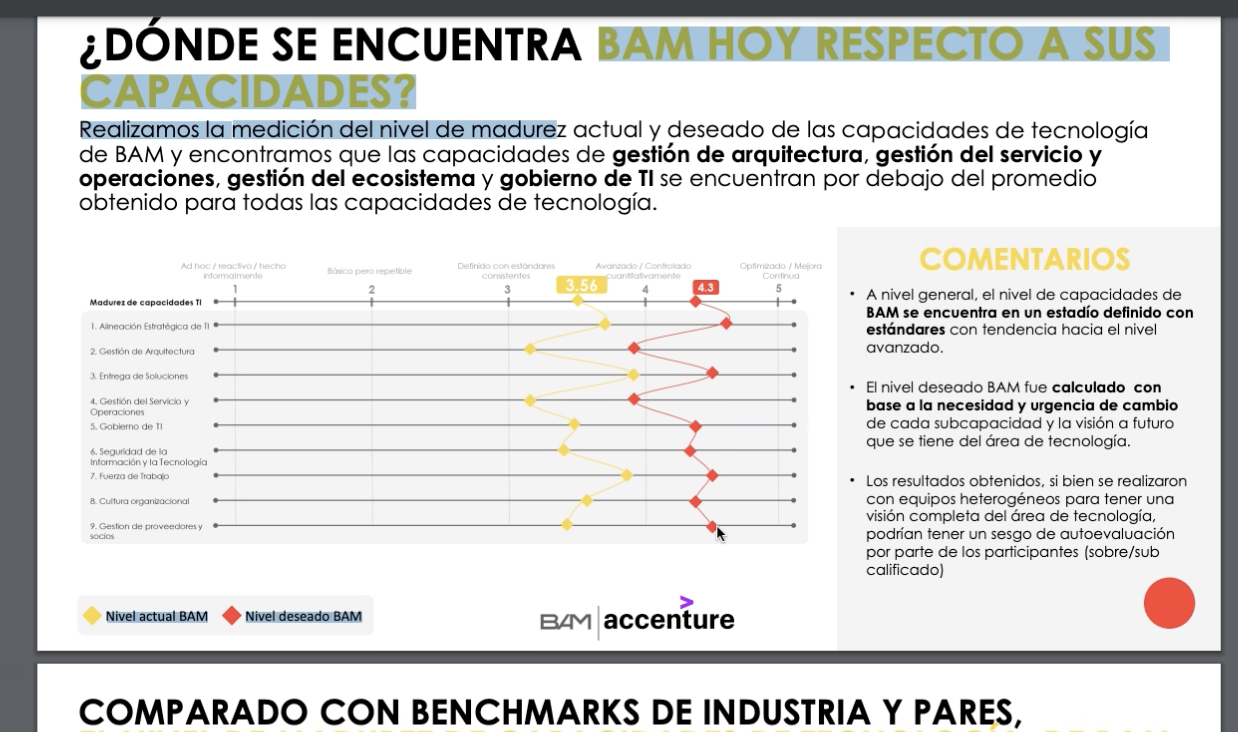 ¿DÓNDE SE ENCUENTRA BAM HOY RESPECTO A SUS
CAPACIDADES?
Realizamos la medición del nivel de madurez actual y deseado de las capacidades de tecnología
de BAM y encontramos que las capacidades de gestión de arquitectura, gestión del servicio y
operaciones, gestión del ecosistema y gobierno de TI se encuentran por debajo del promedio
obtenido para todas las capacidades de tecnología.
Ad hoc / reactivo / hecho
informalmente
Básico pero repetible
Definido con estándares
consistentes
Avanzado / Controlado
cuantitativamente
Optimizado / Mejora
Continua
1
2
3
3.56
4
4.3
5
Madurez de capacidades TI
1. Alineación Estratégica de TI
2. Gestión de Arquitectura
3. Entrega de Soluciones
4. Gestión del Servicio y
Operaciones
5. Gobierno de TI
6. Seguridad de la
Información y la Tecnología
7. Fuerza de Trabajo
8. Cultura organizacional
9. Gestion de proveedores y
socios
Nivel actual BAM
Nivel deseado BAM
BAM
accenture
COMENTARIOS
• A nivel general, el nivel de capacidades de
BAM se encuentra en un estadío definido con
estándares con tendencia hacia el nivel
avanzado.
• El nivel deseado BAM fue calculado con
base a la necesidad y urgencia de cambio
de cada subcapacidad y la visión a futuro
que se tiene del área de tecnología.
• Los resultados obtenidos, si bien se realizaron
con equipos heterogéneos para tener una
visión completa del área de tecnología,
podrían tener un sesgo de autoevaluación
por parte de los participantes (sobre/sub
calificado)
COMPARADO CON BENCHMARKS DE INDUSTRIA Y PARES,